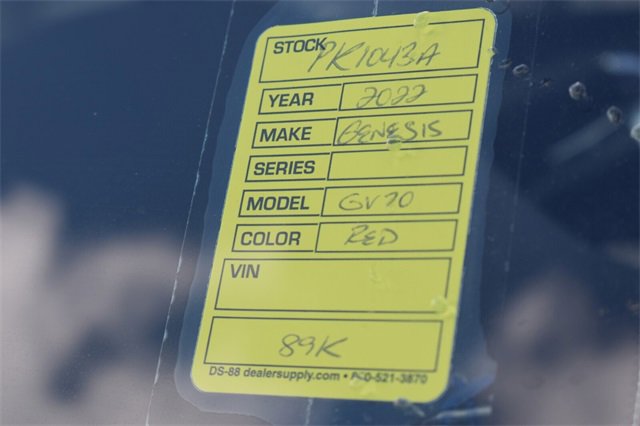 STOCK PK1043A
YEAR 2022
MAKE GENESIS
SERIES
MODEL GV70
COLOR RED
VIN
89K
DS-88 dealersupply.com •